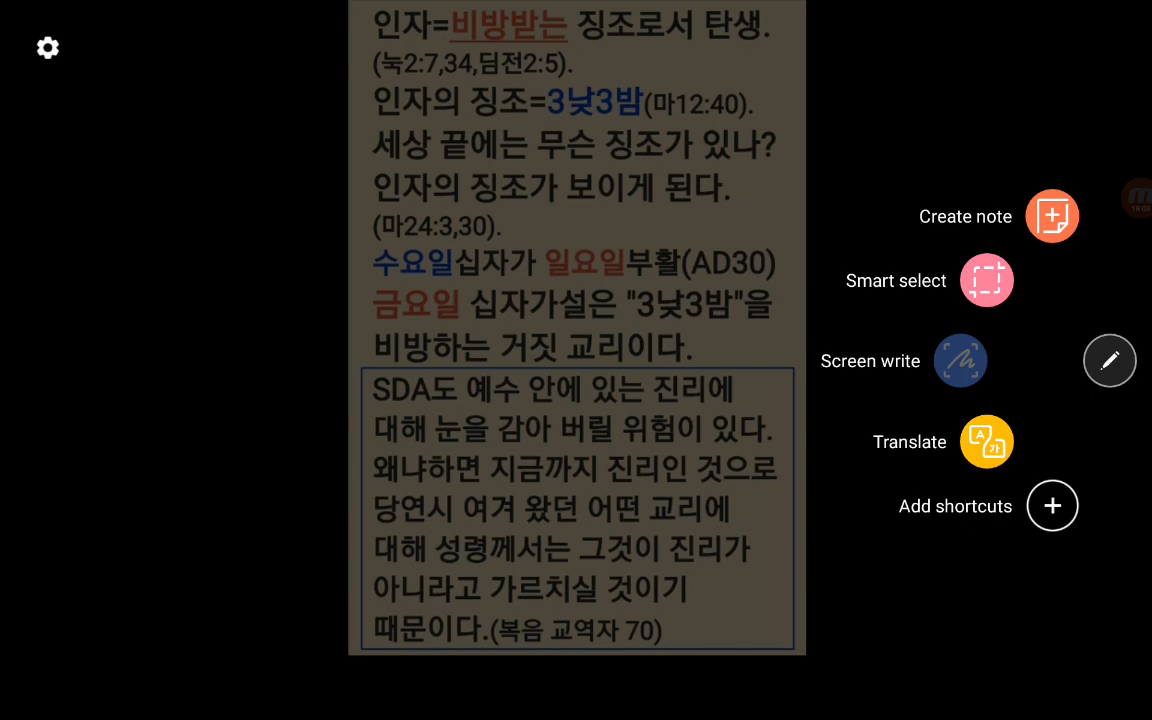 인자=비방받는 징조로서 탄생.
(눅2:7,34,딤전2:5).
인자의 징조=3낮3밤(마12:40).
세상 끝에는 무슨 징조가 있나?
인자의 징조가 보이게 된다.
(마24:3,30).
수요일십자가 일요일부활(AD30)
금요일 십자가설은 "3낮3밤"을
비방하는 거짓 교리이다.
SDA도 예수 안에 있는 진리에
대해 눈을 감아 버릴 위험이 있다.
왜냐하면 지금까지 진리인 것으로
당연시 여겨 왔던 어떤 교리에
대해 성령께서는 그것이 진리가
아니라고 가르치실 것이기
때문이다.(복음 교역자 70)
Create note
Smart select
Screen write
Translate
A
가
Add shortcuts